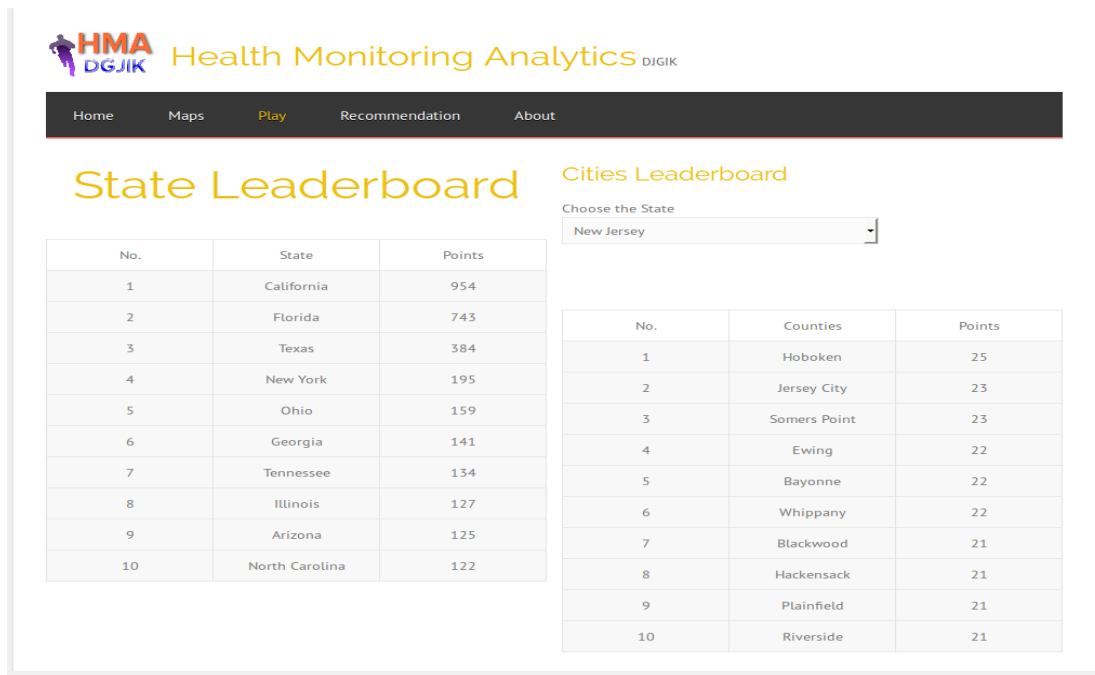 HMA
DGJIK
Health Monitoring Analytics DJGIK
Home Maps Play Recommendation About
State Leaderboard
No. State Points
1 California 954
2 Florida 743
3 Texas 384
4 New York 195
5 Ohio 159
6 Georgia 141
7 Tennessee 134
8 Illinois 127
9 Arizona 125
10 North Carolina 122
Cities Leaderboard
Choose the State
New Jersey
No. Counties Points
1 Hoboken 25
2 Jersey City 23
3 Somers Point 23
4 Ewing 22
5 Bayonne 22
6 Whippany 22
7 Blackwood 21
8 Hackensack 21
9 Plainfield 21
10 Riverside 21